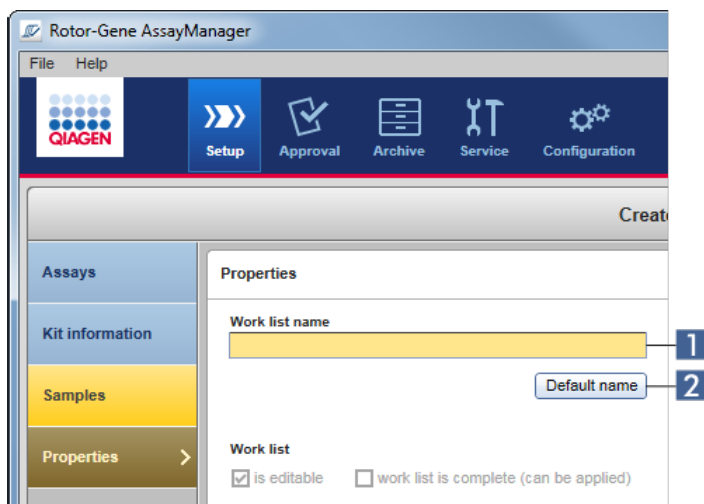 Rotor-Gene AssayManager
File Help
QIAGEN
Setup Approval Archive Service Configuration
Assays
Properties
Work list name
Kit information
1
Default name
2
Samples
Properties
Work list
is editable work list is complete (can be applied)